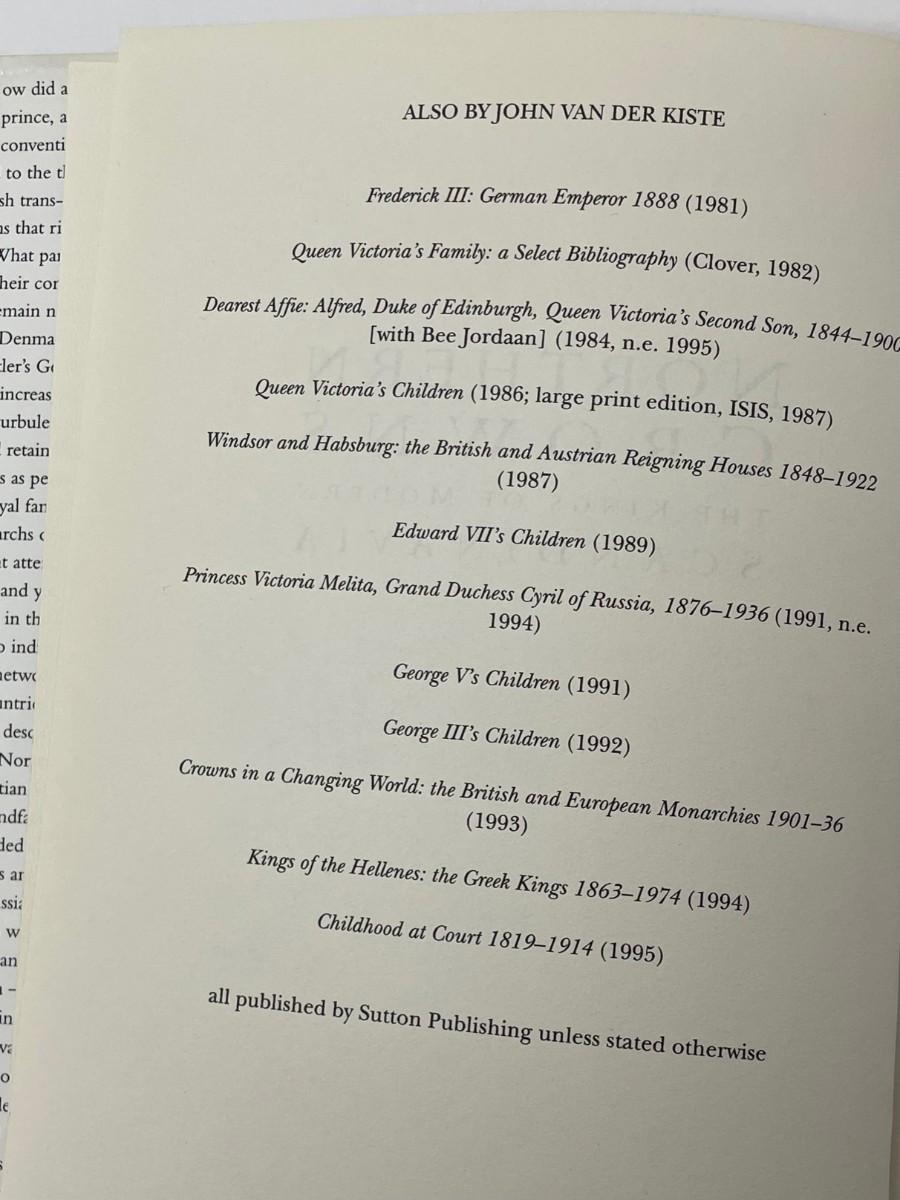 ALSO BY JOHN VAN DER KISTE
Frederick III: German Emperor 1888 (1981)
Queen Victoria's Family: a Select Bibliography (Clover, 1982)
Dearest Affie: Alfred, Duke of Edinburgh, Queen Victoria's Second Son, 1844–1900
[with Bee Jordaan] (1984, n.e. 1995)
Queen Victoria's Children (1986; large print edition, ISIS, 1987)
Windsor and Habsburg: the British and Austrian Reigning Houses 1848–1922
(1987)
Edward VII's Children (1989)
Princess Victoria Melita, Grand Duchess Cyril of Russia, 1876–1936 (1991, n.e.
1994)
George V's Children (1991)
George III's Children (1992)
Crowns in a Changing World: the British and European Monarchies 1901–36
(1993)
Kings of the Hellenes: the Greek Kings 1863–1974 (1994)
Childhood at Court 1819–1914 (1995)
all published by Sutton Publishing unless stated otherwise